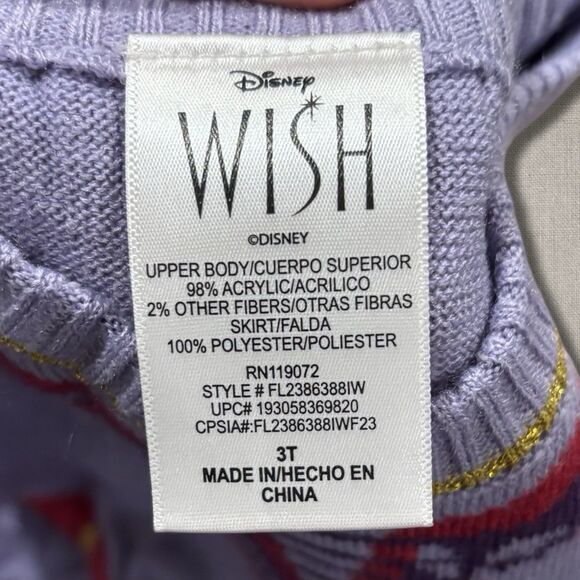 Disney
WISH
©DISNEY
UPPER BODY/CUERPO SUPERIOR
98% ACRYLIC/ACRILICO
2% OTHER FIBERS/OTRAS FIBRAS
SKIRT/FALDA
100% POLYESTER/POLIESTER
RN119072
STYLE # FL2386388IW
UPC# 193058369820
CPSIA#:FL2386388IWF23
3T
MADE IN/HECHO EN
CHINA